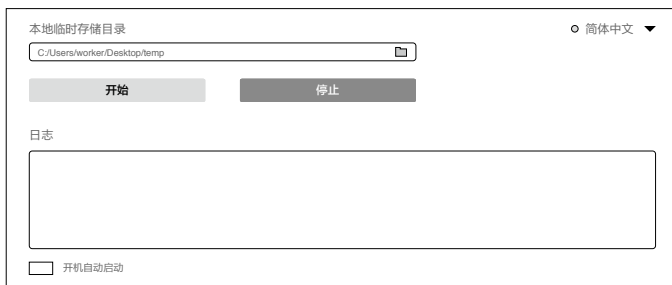 本地临时存储目录
简体中文
C:/Users/worker/Desktop/temp
开始
停止
日志
开机自动启动